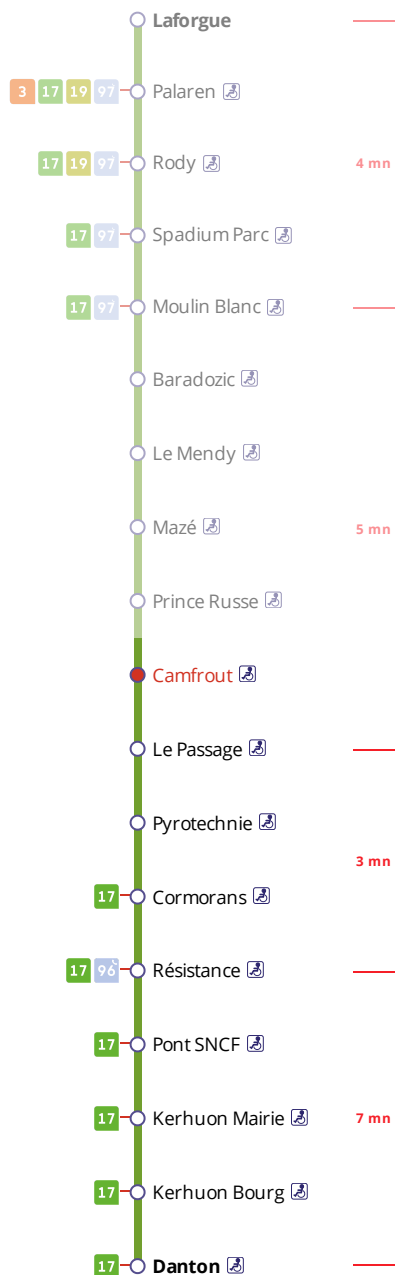 Laforgue
3 17 19 97 Palaren
17 19 97 Rody 4 mn
17 97 Spadium Parc
17 97 Moulin Blanc
Baradozic
Le Mendy
Mazé 5 mn
Prince Russe
Camfrout
Le Passage
Pyrotechnie
3 mn
17 Cormorans
17 96 Résistance
17 Pont SNCF
17 Kerhuon Mairie 7 mn
17 Kerhuon Bourg
17 Danton